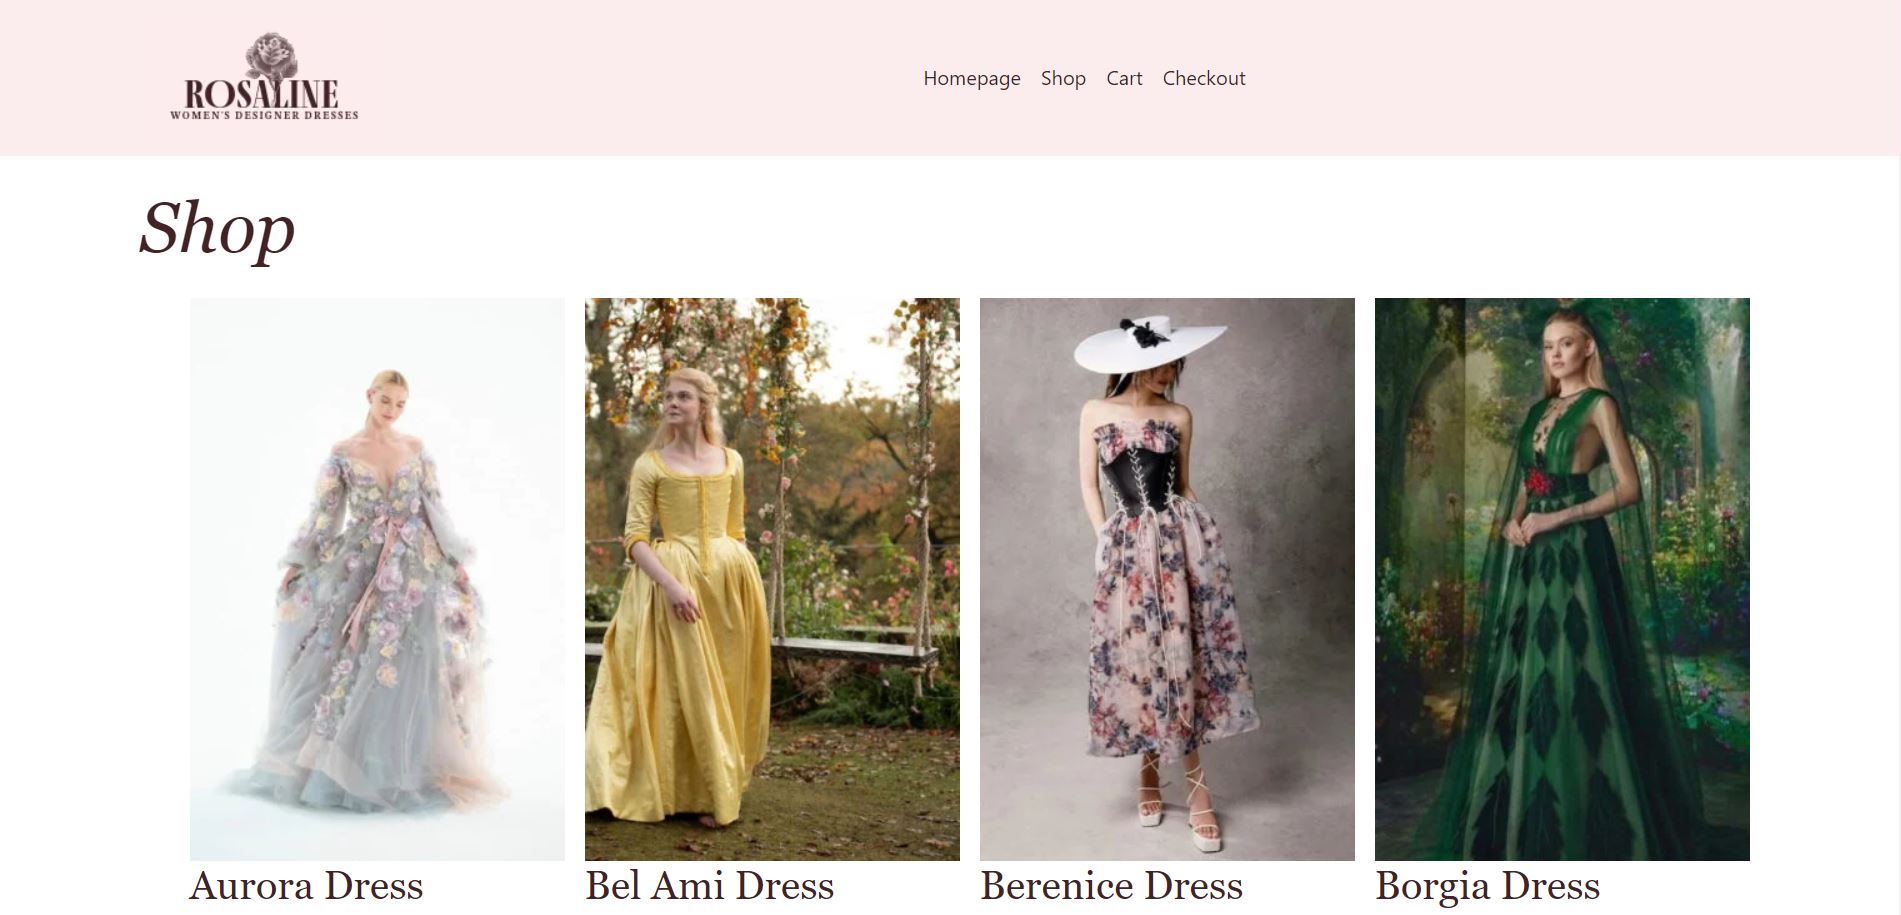 ROSALINE
WOMEN'S DESIGNER DRESSES
Homepage Shop Cart Checkout
Shop
Aurora Dress
Bel Ami Dress
Berenice Dress
Borgia Dress